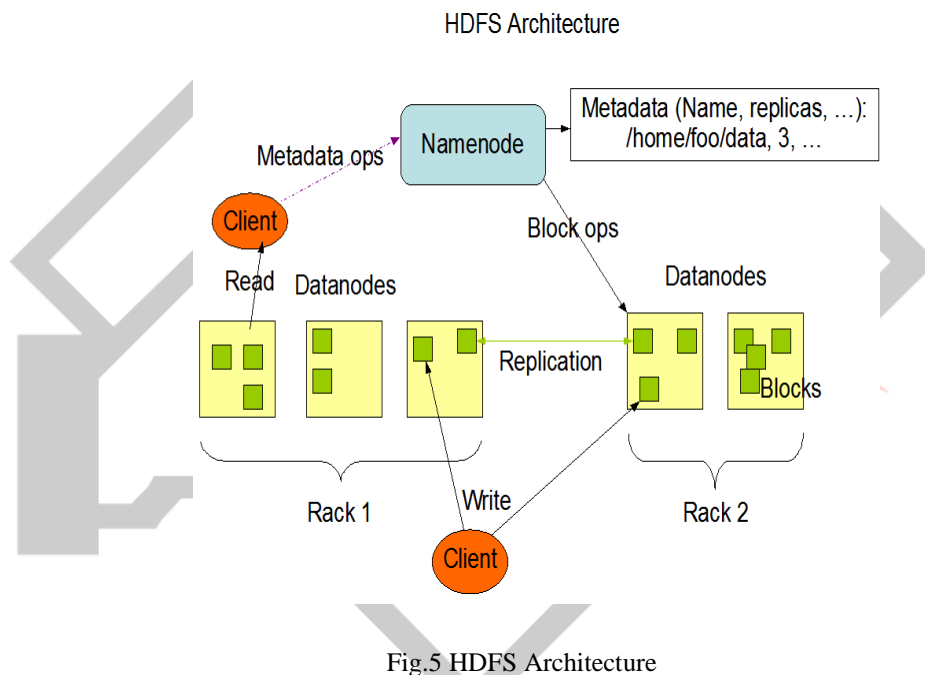 HDFS Architecture
Metadata (Name, replicas, …):
/home/foo/data, 3, …
Namenode
Metadata ops
Client
Block ops
Read
Datanodes
Datanodes
Replication
Blocks
Rack 1
Write
Rack 2
Client
Fig.5 HDFS Architecture